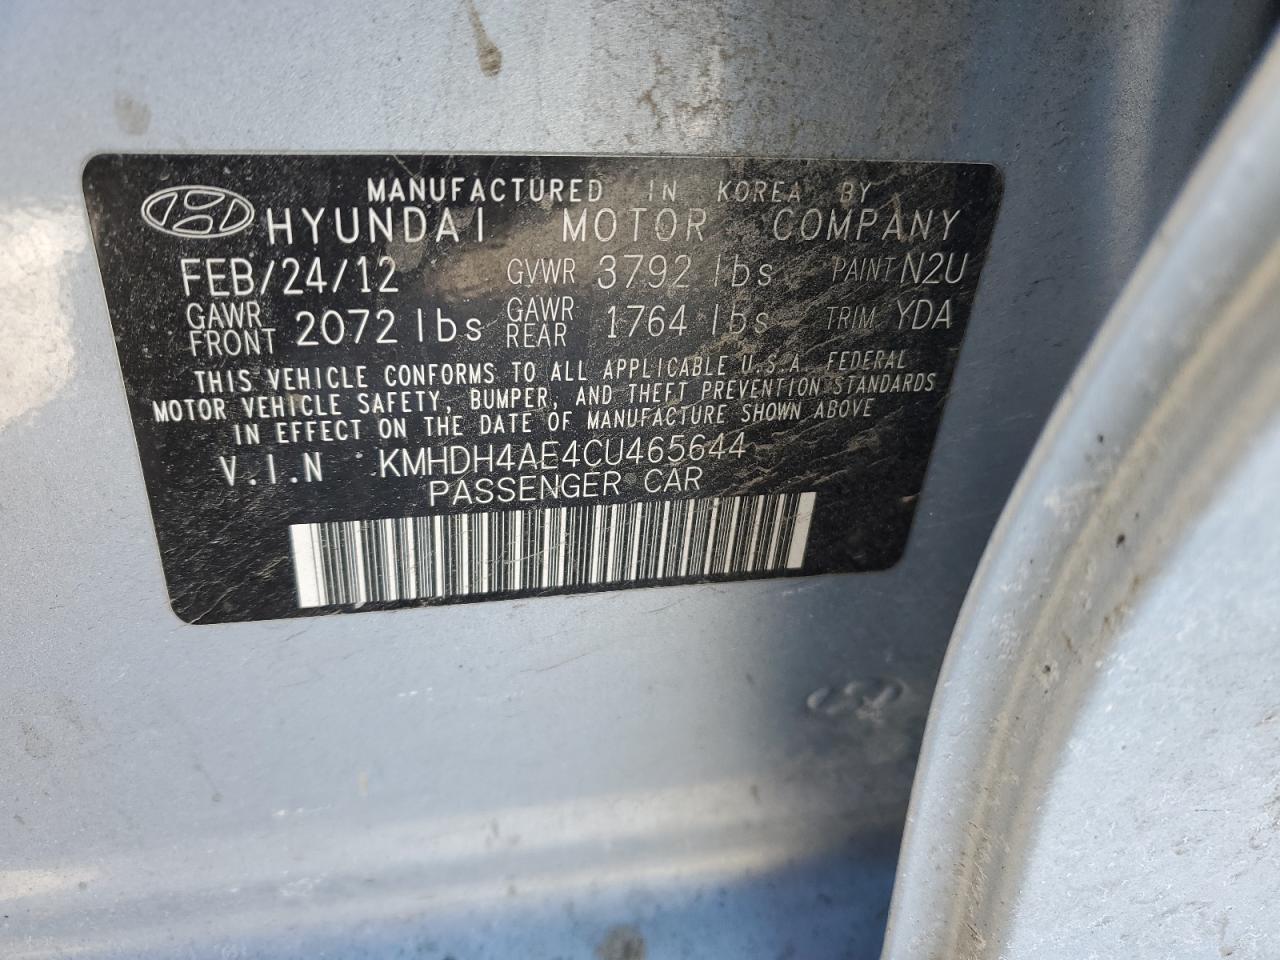 MANUFACTURED IN KOREA BY
HYUNDAI MOTOR COMPANY
FEB/24/12 GVWR 3792 lbs PAINT N2U
GAWR FRONT 2072 lbs GAWR REAR 1764 lbs TRIM YDA
THIS VEHICLE CONFORMS TO ALL APPLICABLE U.S.A. FEDERAL
MOTOR VEHICLE SAFETY, BUMPER, AND THEFT PREVENTION STANDARDS
IN EFFECT ON THE DATE OF MANUFACTURE SHOWN ABOVE
V.I.N KMHDH4AE4CU465644
PASSENGER CAR